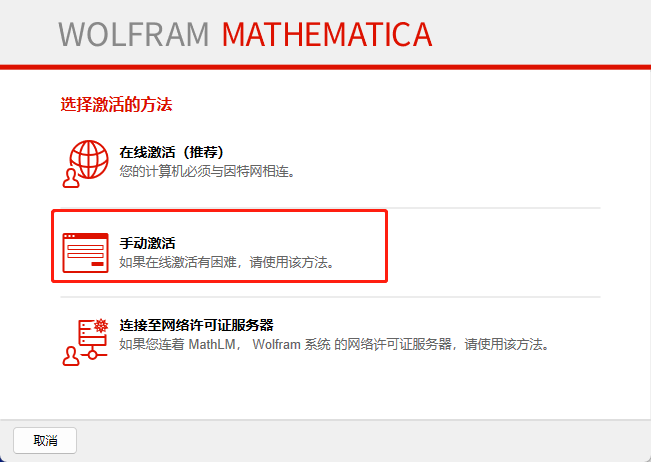 WOLFRAM MATHEMATICA
选择激活的方法
在线激活（推荐）
您的计算机必须与因特网相连。
手动激活
如果在线激活有困难，请使用该方法。
连接至网络许可证服务器
如果您连着 MathLM， Wolfram 系统 的网络许可证服务器，请使用该方法。
取消